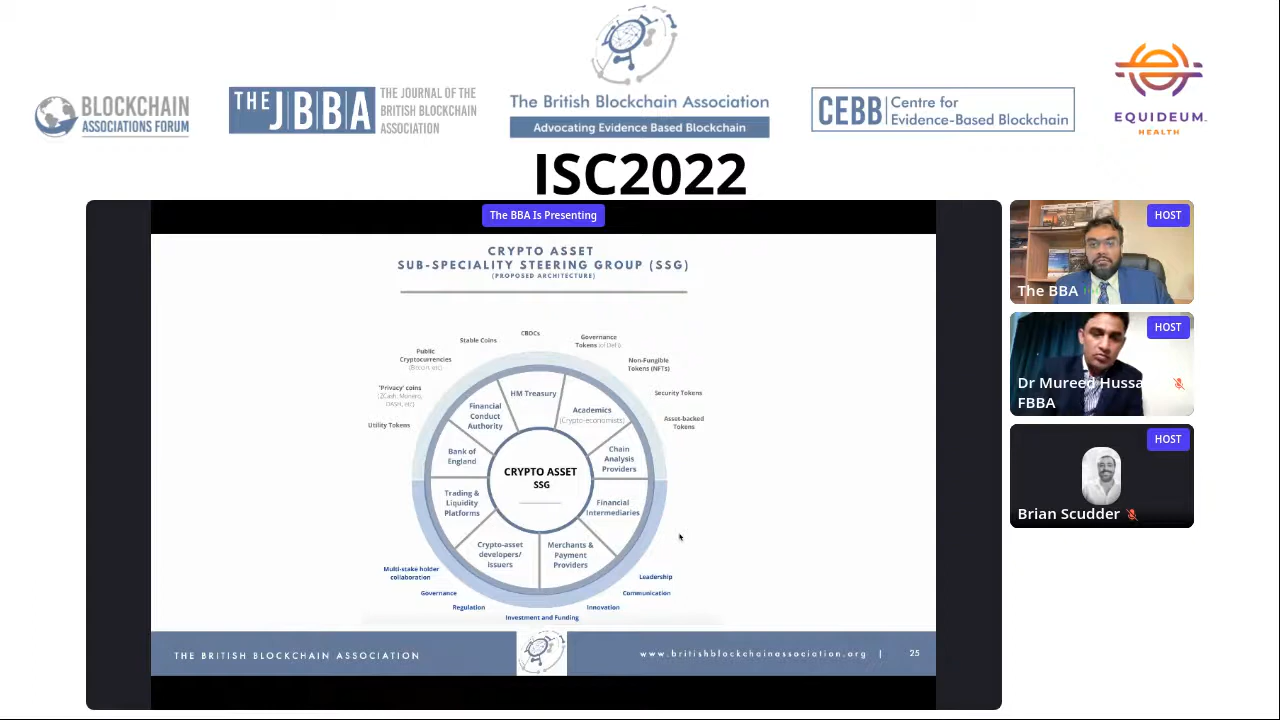 BLOCKCHAIN
ASSOCIATIONS FORUM
THE JBBA
THE JOURNAL OF THE
BRITISH BLOCKCHAIN
ASSOCIATION
The British Blockchain Association
Advocating Evidence Based Blockchain
CEBB
Centre for
Evidence-Based Blockchain
EQUIDEUM
HEALTH
ISC2022
The BBA Is Presenting
CRYPTO ASSET
SUB-SPECIALITY STEERING GROUP (SSG)
(PROPOSED ARCHITECTURE)
CBDCs
Stable Coins
Governance
Tokens (of DeFi)
Public
Cryptocurrencies
(Bitcoin, etc)
Non-Fungible
Tokens (NFTs)
'Privacy' coins
(ZCash, Monero,
Security Tokens
Utility Tokens
Asset-backed
Tokens
HM Treasury
Financial
Conduct
Authority
Academics
(Crypto-economists)
Bank of
England
Chain
Analysis
Providers
CRYPTO ASSET
SSG
Trading &
Liquidity
Platforms
Financial
Intermediaries
Crypto-asset
developers/
issuers
Merchants &
Payment
Providers
Multi-stake holder
collaboration
Governance
Regulation
Investment and Funding
Innovation
Communication
Leadership
THE BRITISH BLOCKCHAIN ASSOCIATION
www.britishblockchainassociation.org | 25
HOST
The BBA
HOST
Dr Mureed Hussa
FBBA
HOST
Brian Scudder